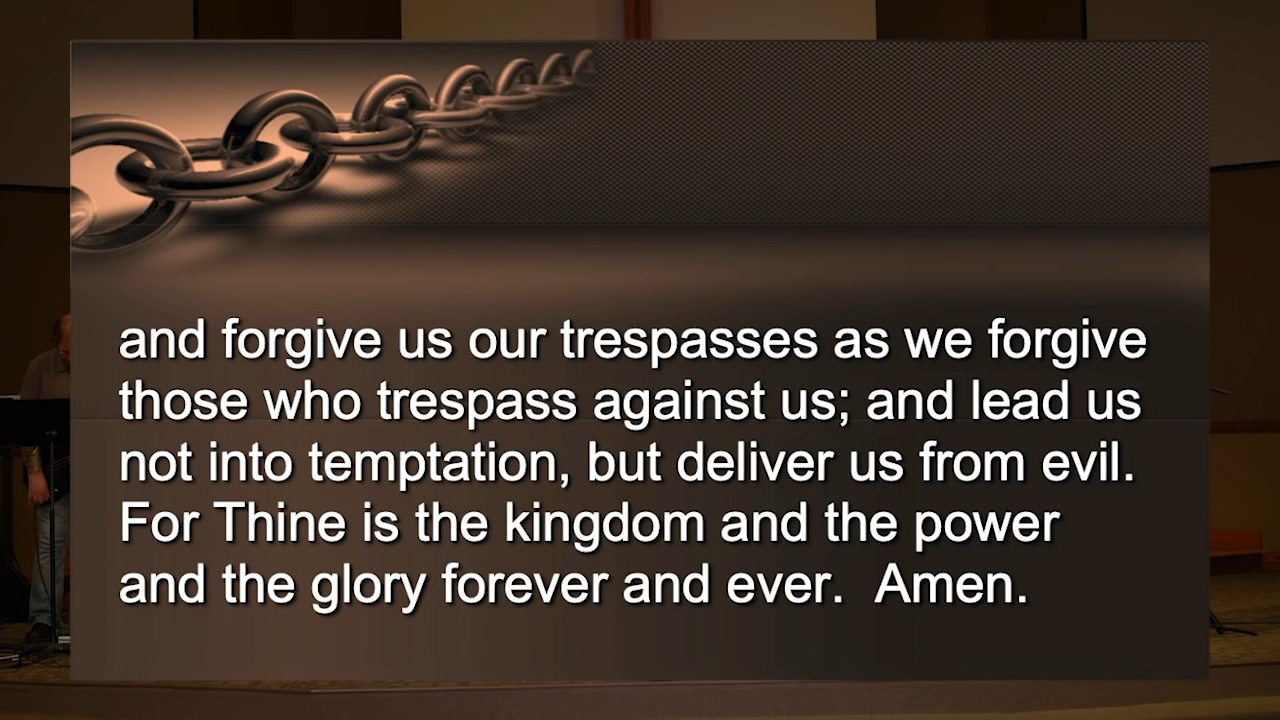 and forgive us our trespasses as we forgive
those who trespass against us; and lead us
not into temptation, but deliver us from evil.
For Thine is the kingdom and the power
and the glory forever and ever.  Amen.